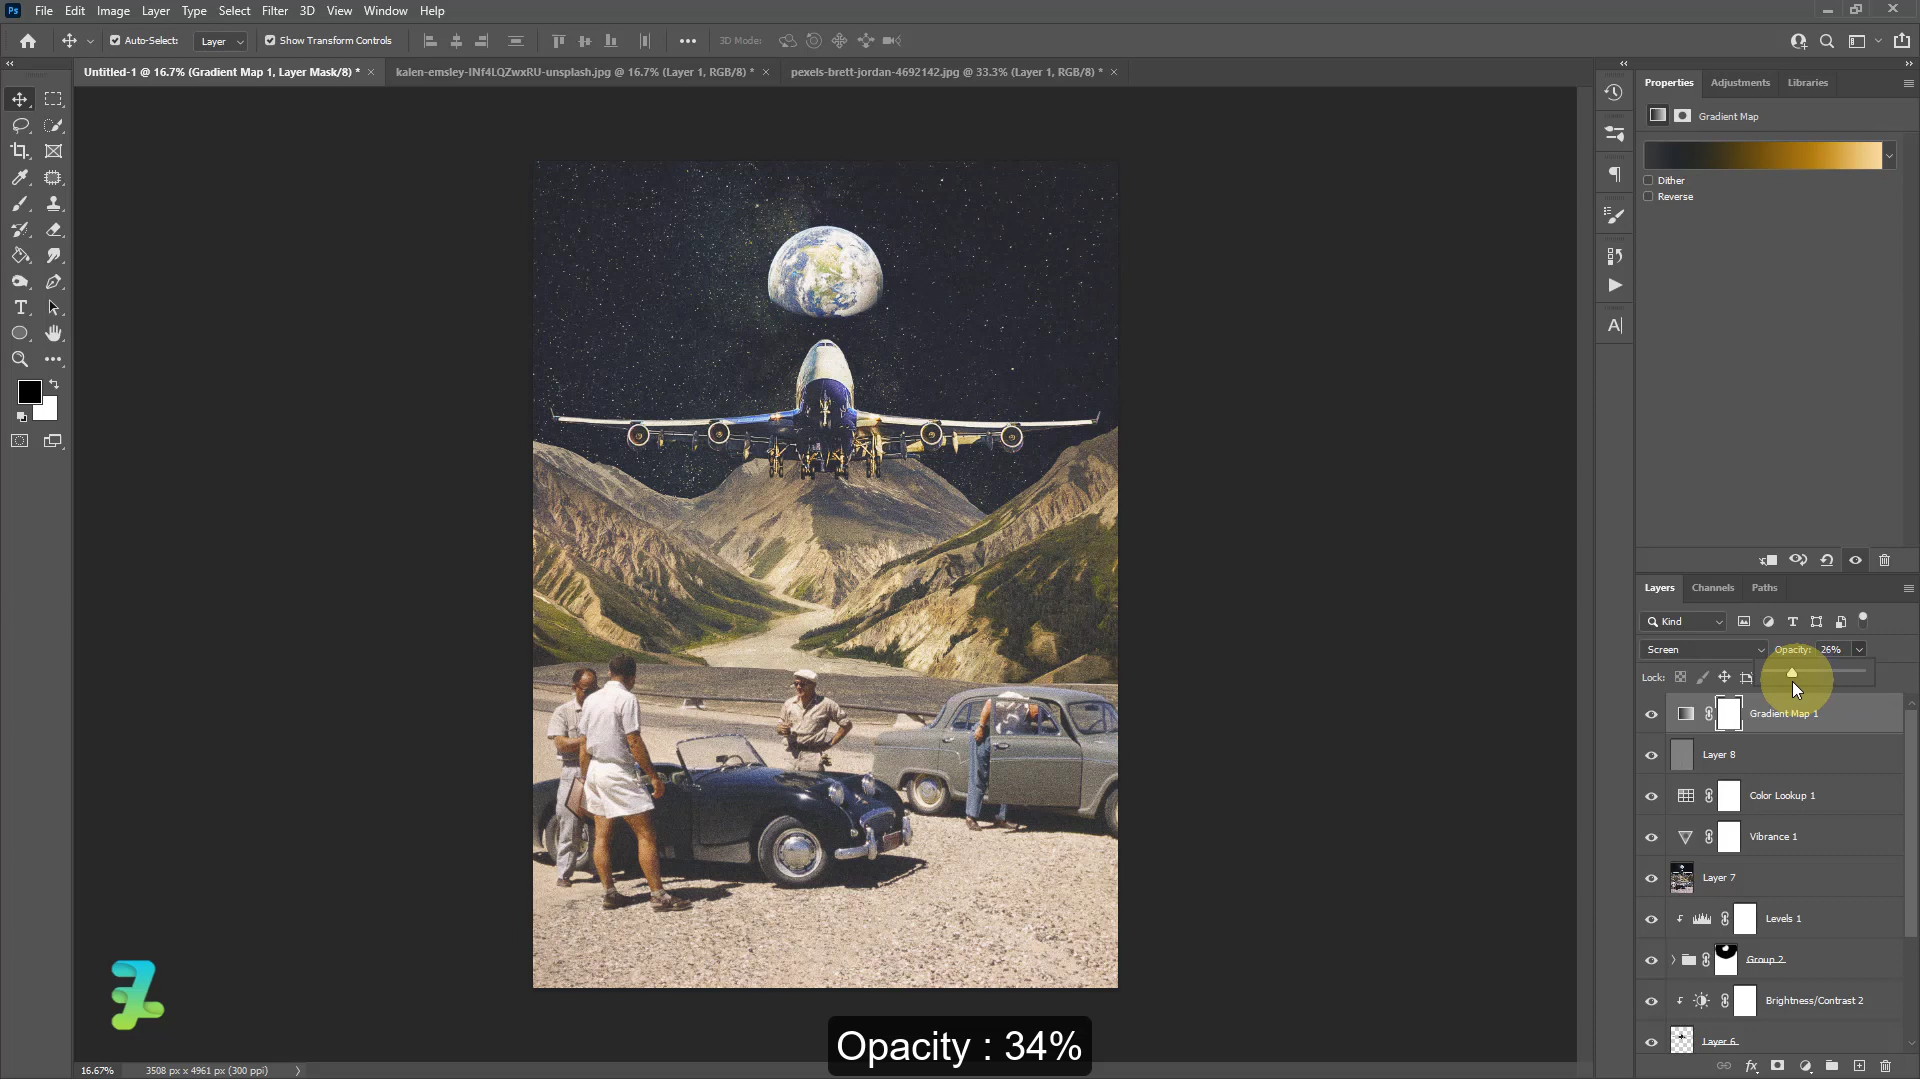 Ps File Edit Image Layer Type Select Filter 3D View Window Help
Auto-Select: Layer Show Transform Controls 3D Mode:
Untitled-1 @ 16.7% (Gradient Map 1, Layer Mask/8) *
kalen-emsley-INf4LQZwxRU-unsplash.jpg @ 16.7% (Layer 1, RGB/8) *
pexels-brett-jordan-4692142.jpg @ 33.3% (Layer 1, RGB/8) *
Properties Adjustments Libraries
Gradient Map
Dither
Reverse
Layers Channels Paths
Kind
Screen Opacity: 26%
Lock:
Gradient Map 1
Layer 8
Color Lookup 1
Vibrance 1
Layer 7
Levels 1
Group 2
Brightness/Contrast 2
Layer 6
Opacity : 34%
16.67% 3508 px x 4961 px (300 ppi)